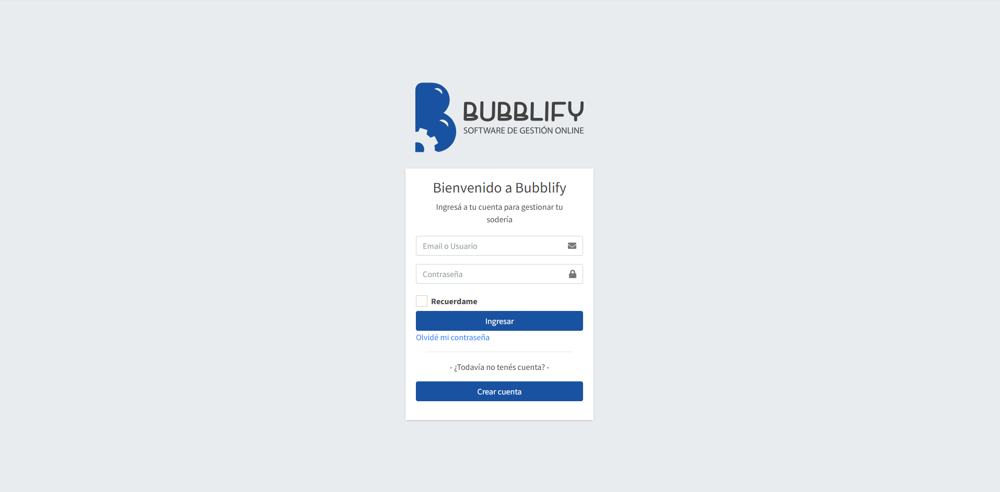 BUBBLIFY
SOFTWARE DE GESTIÓN ONLINE
Bienvenido a Bubblify
Ingresá a tu cuenta para gestionar tu
sodería
Email o Usuario
Contraseña
Recuerdame
Ingresar
Olvidé mi contraseña
- ¿Todavía no tenés cuenta? -
Crear cuenta